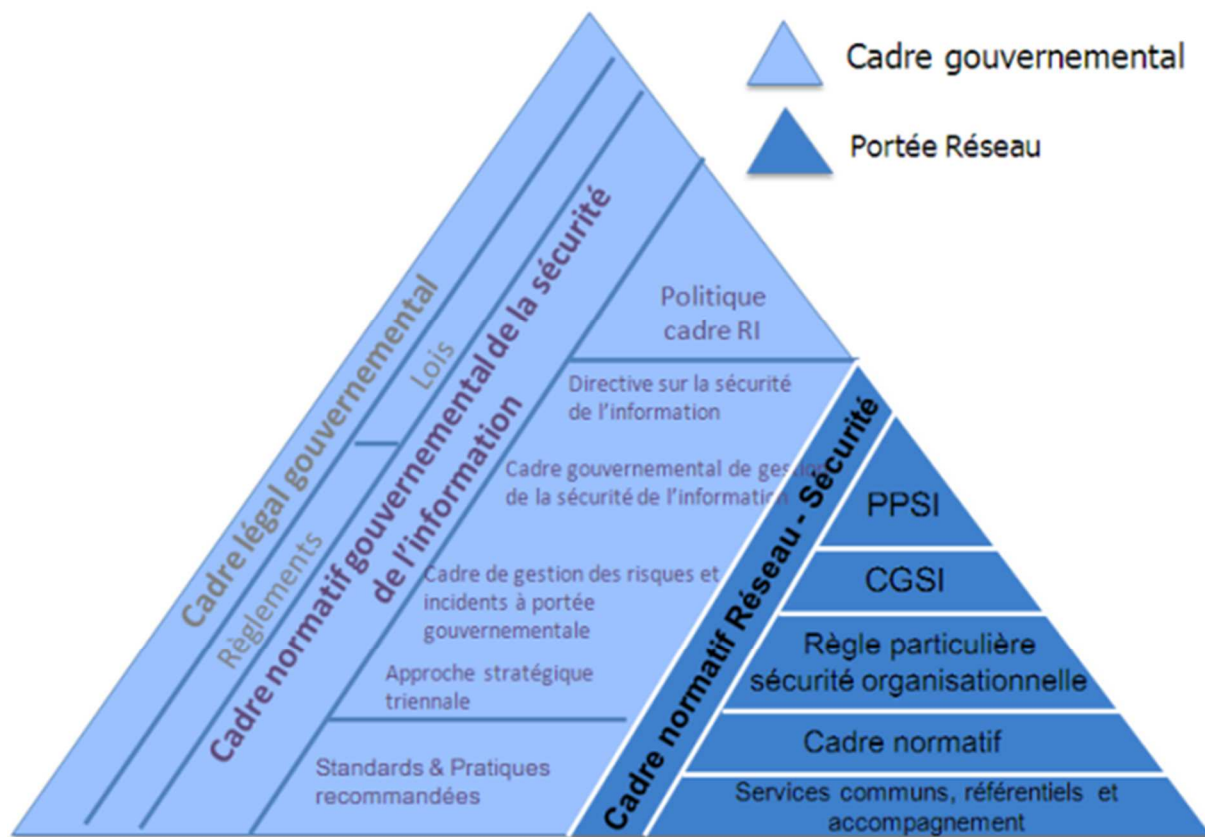 Cadre gouvernemental
Portée Réseau
Cadre légal gouvernemental
Lois
Règlements
Cadre normatif gouvernemental de la sécurité
de l'information
Politique
cadre RI
Directive sur la sécurité
de l'information
Cadre gouvernemental de gestion
de la sécurité de l'information
Cadre de gestion des risques et
incidents à portée
gouvernementale
Approche stratégique
triennale
Standards & Pratiques
recommandées
Cadre normatif Réseau - Sécurité
PPSI
CGSI
Règle particulière
sécurité organisationnelle
Cadre normatif
Services communs, référentiels et
accompagnement